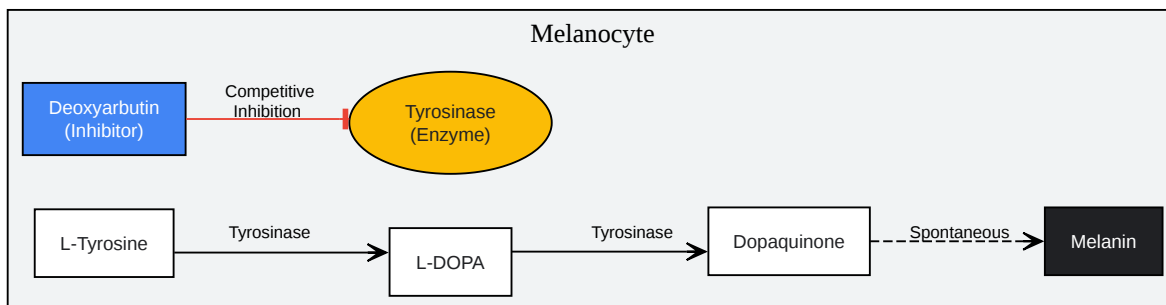 Melanocyte
Deoxyarbutin
(Inhibitor)
Competitive
Inhibition
Tyrosinase
(Enzyme)
L-Tyrosine
Tyrosinase
L-DOPA
Tyrosinase
Dopaquinone
Spontaneous
Melanin